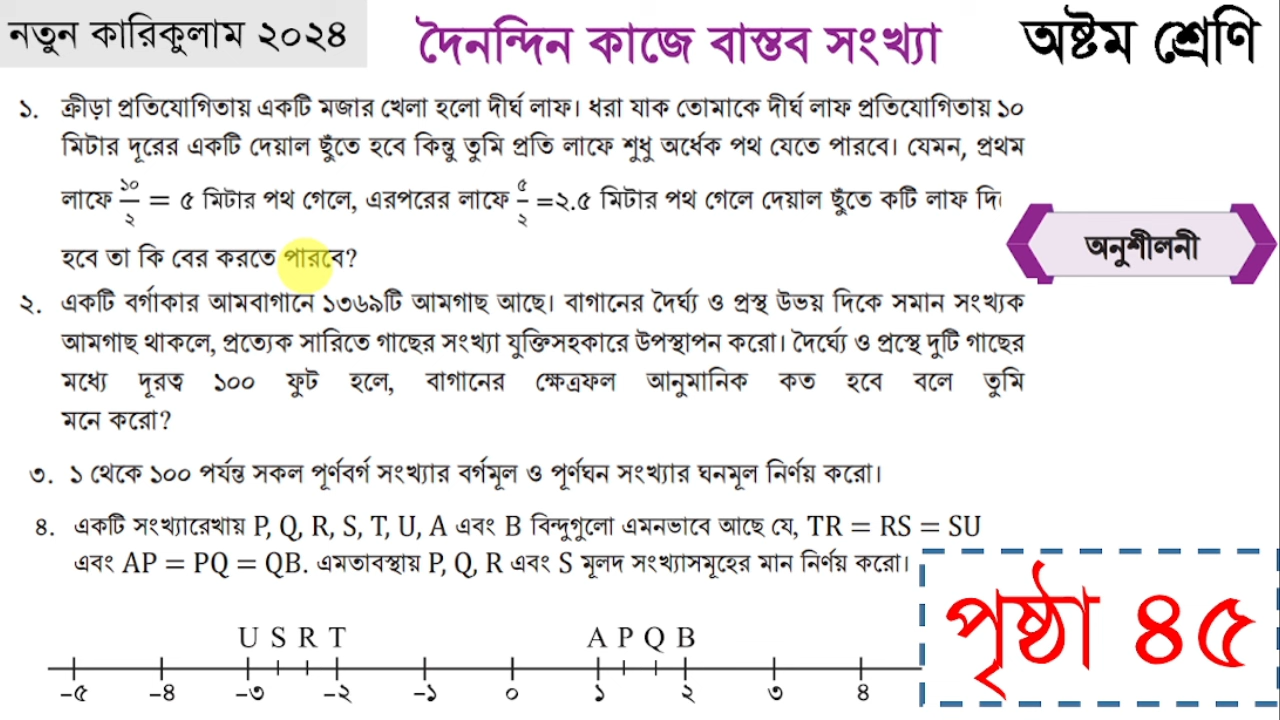 নতুন কারিকুলাম ২০২৪
দৈনন্দিন কাজে বাস্তব সংখ্যা
অষ্টম শ্রেণি
১. ক্রীড়া প্রতিযোগিতায় একটি মজার খেলা হলো দীর্ঘ লাফ। ধরা যাক তোমাকে দীর্ঘ লাফ প্রতিযোগিতায় ১০
মিটার দূরের একটি দেয়াল ছুঁতে হবে কিন্তু তুমি প্রতি লাফে শুধু অর্ধেক পথ যেতে পারবে। যেমন, প্রথম
লাফে ১০/২ = ৫ মিটার পথ গেলে, এরপরের লাফে ৫/২ =২.৫ মিটার পথ গেলে দেয়াল ছুঁতে কটি লাফ দি
হবে তা কি বের করতে পারবে?
অনুশীলনী
২. একটি বর্গাকার আমবাগানে ১৩৬৯টি আমগাছ আছে। বাগানের দৈর্ঘ্য ও প্রস্থ উভয় দিকে সমান সংখ্যক
আমগাছ থাকলে, প্রত্যেক সারিতে গাছের সংখ্যা যুক্তিসহকারে উপস্থাপন করো। দৈর্ঘ্যে ও প্রস্থে দুটি গাছের
মধ্যে দূরত্ব ১০০ ফুট হলে, বাগানের ক্ষেত্রফল আনুমানিক কত হবে বলে তুমি
মনে করো?
৩. ১ থেকে ১০০ পর্যন্ত সকল পূর্ণবর্গ সংখ্যার বর্গমূল ও পূর্ণঘন সংখ্যার ঘনমূল নির্ণয় করো।
৪. একটি সংখ্যারেখায় P, Q, R, S, T, U, A এবং B বিন্দুগুলো এমনভাবে আছে যে, TR = RS = SU
এবং AP = PQ = QB. এমতাবস্থায় P, Q, R এবং S মূলদ সংখ্যাসমূহের মান নির্ণয় করো।
U S R T A P Q B
–৫ –৪ –৩ –২ –১ ০ ১ ২ ৩ ৪
পৃষ্ঠা ৪৫